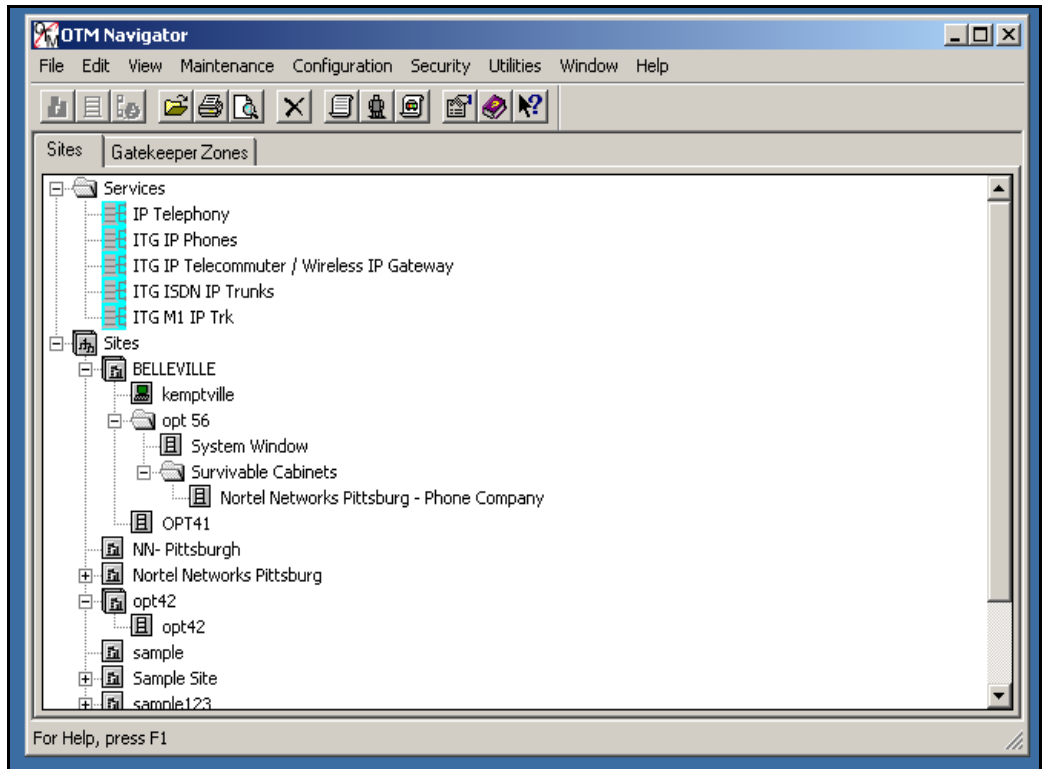 OTM Navigator
File Edit View Maintenance Configuration Security Utilities Window Help
Sites Gatekeeper Zones
Services
IP Telephony
ITG IP Phones
ITG IP Telecommuter / Wireless IP Gateway
ITG ISDN IP Trunks
ITG M1 IP Trk
Sites
BELLEVILLE
kemptville
opt 56
System Window
Survivable Cabinets
Nortel Networks Pittsburg - Phone Company
OPT41
NN- Pittsburgh
Nortel Networks Pittsburg
opt42
opt42
sample
Sample Site
sample123
For Help, press F1